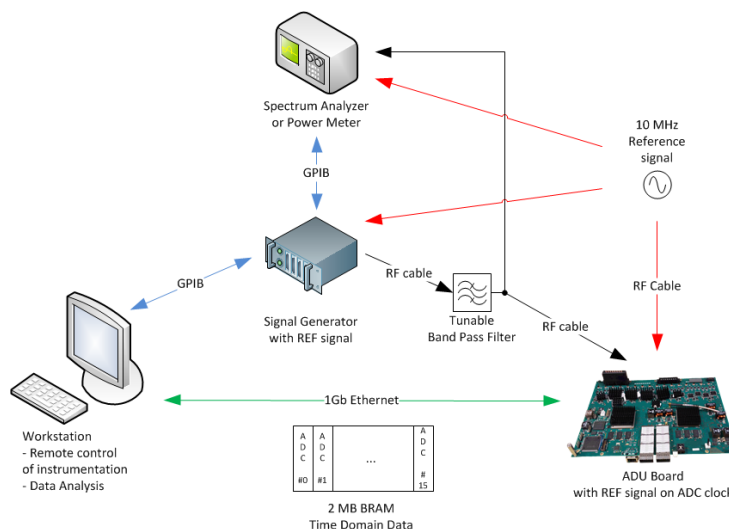 Spectrum Analyzer
or Power Meter
10 MHz
Reference
signal
GPIB
GPIB
RF cable
RF Cable
Signal Generator
with REF signal
Tunable
Band Pass Filter
RF cable
1Gb Ethernet
Workstation
- Remote control
of instrumentation
- Data Analysis
ADC #0
ADC #1
...
ADC # 15
2 MB BRAM
Time Domain Data
ADU Board
with REF signal on ADC clock